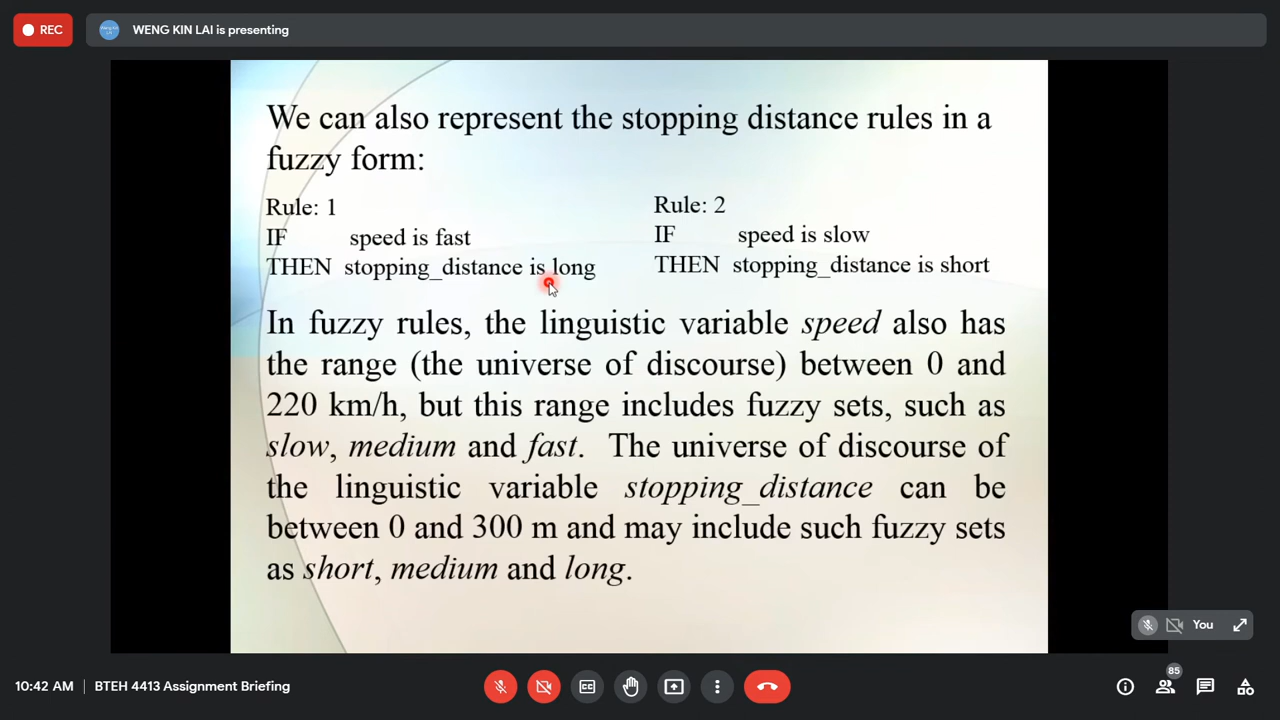 REC
WENG KIN LAI is presenting
We can also represent the stopping distance rules in a
fuzzy form:
Rule: 1
IF speed is fast
THEN stopping_distance is long
Rule: 2
IF speed is slow
THEN stopping_distance is short
In fuzzy rules, the linguistic variable speed also has
the range (the universe of discourse) between 0 and
220 km/h, but this range includes fuzzy sets, such as
slow, medium and fast. The universe of discourse of
the linguistic variable stopping_distance can be
between 0 and 300 m and may include such fuzzy sets
as short, medium and long.
You
10:42 AM | BTEH 4413 Assignment Briefing
85